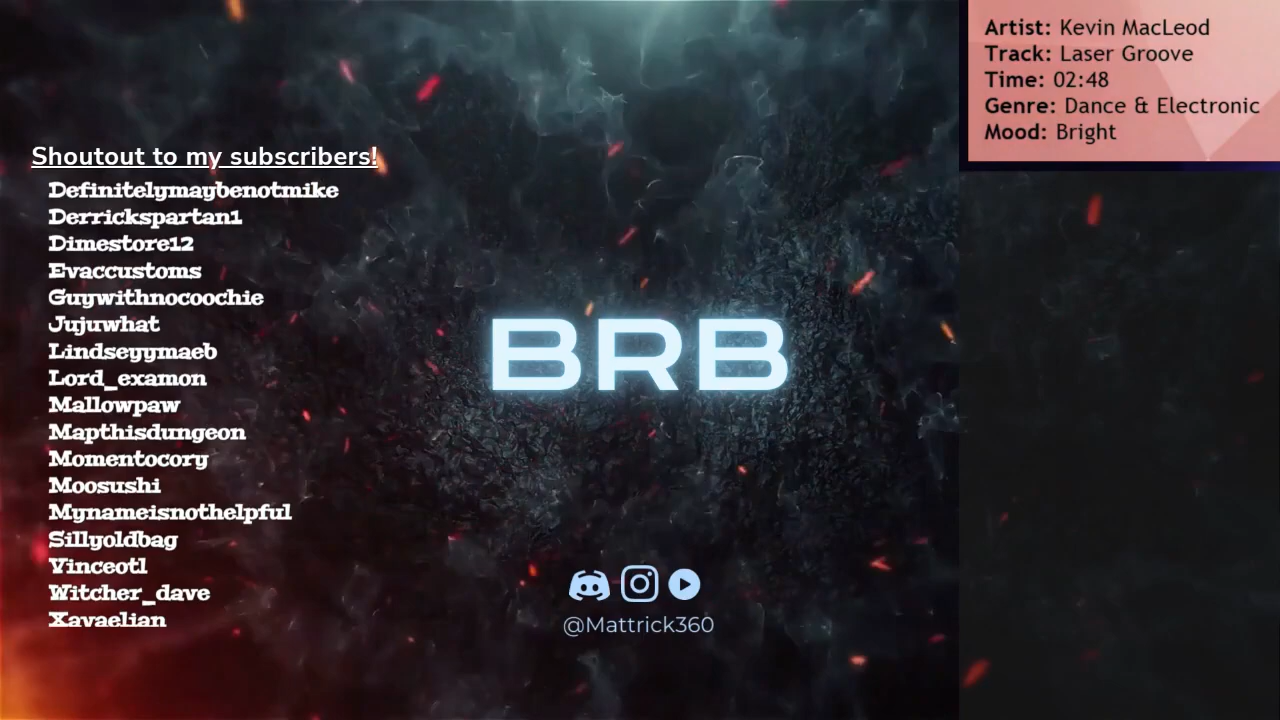 Artist: Kevin MacLeod
Track: Laser Groove
Time: 02:48
Genre: Dance & Electronic
Mood: Bright
Shoutout to my subscribers!
Definitelymaybenotmike
Derrickspartan1
Dimestore12
Evaccustoms
Guywithnocoochie
Jujuwhat
Lindseyymaeb
Lord_examon
Mallowpaw
Mapthisdungeon
Momentocory
Moosushi
Mynameisnothelpful
Sillyoldbag
Vinceotl
Witcher_dave
Xavaelian
BRB
@Mattrick360